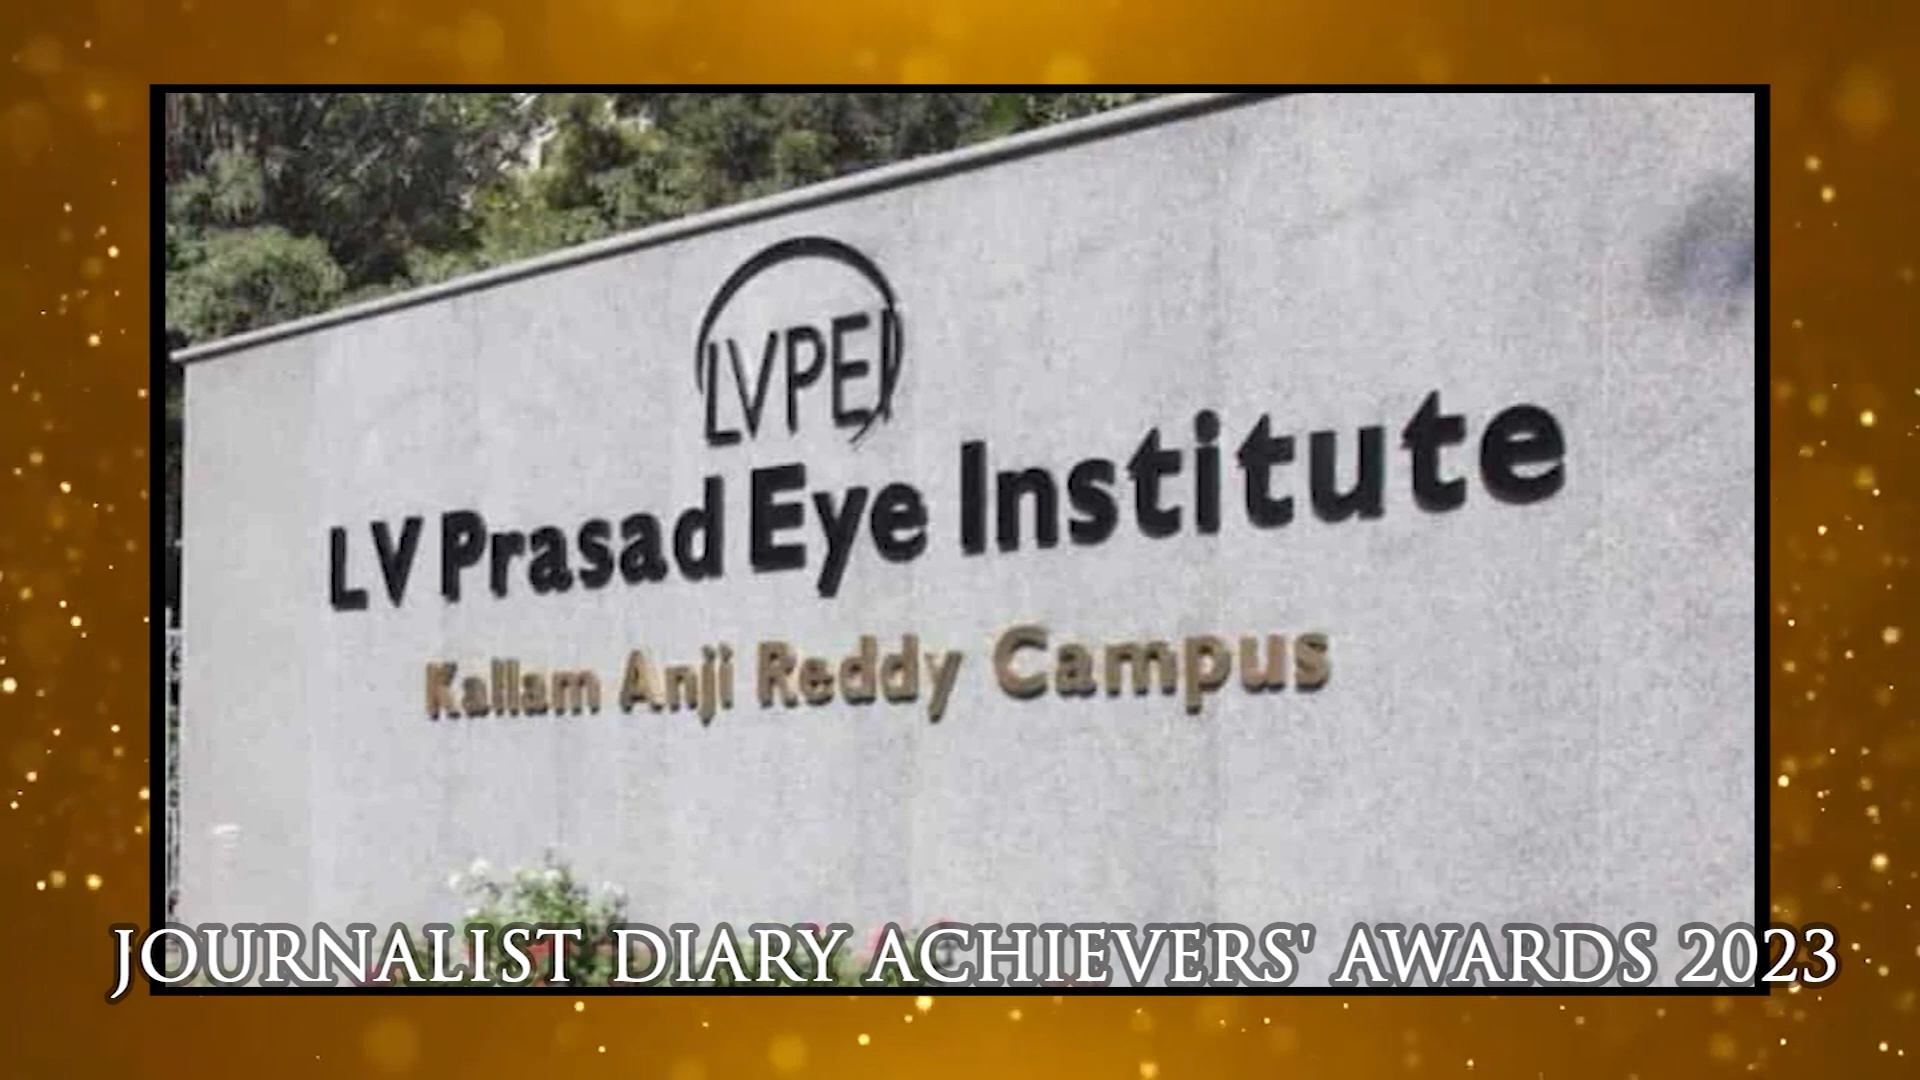 LVPEI
LV Prasad Eye Institute
Kallam Anji Reddy Campus
JOURNALIST DIARY ACHIEVERS' AWARDS 2023